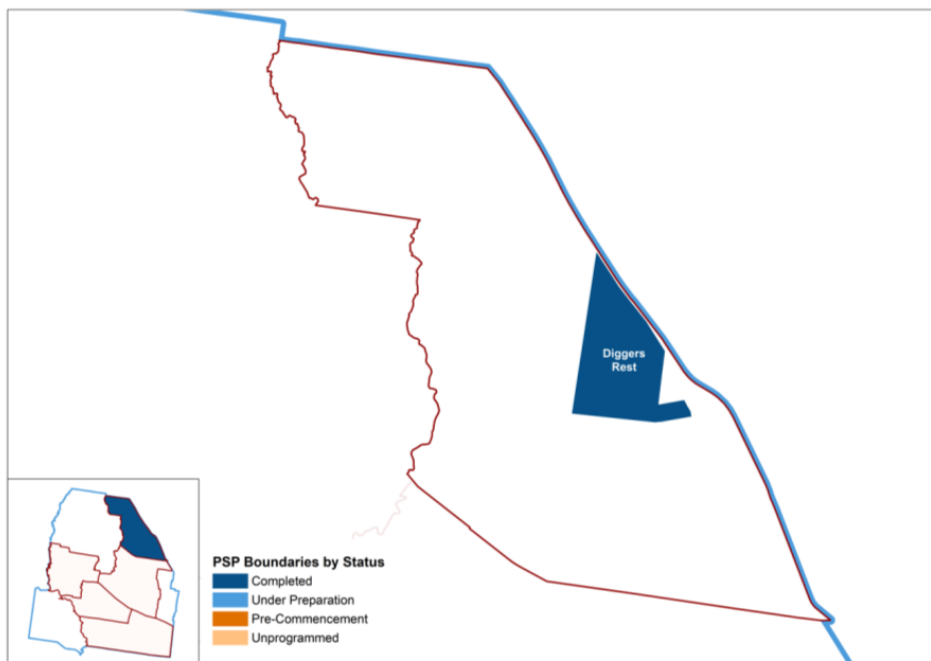 Diggers
Rest
PSP Boundaries by Status
Completed
Under Preparation
Pre-Commencement
Unprogrammed